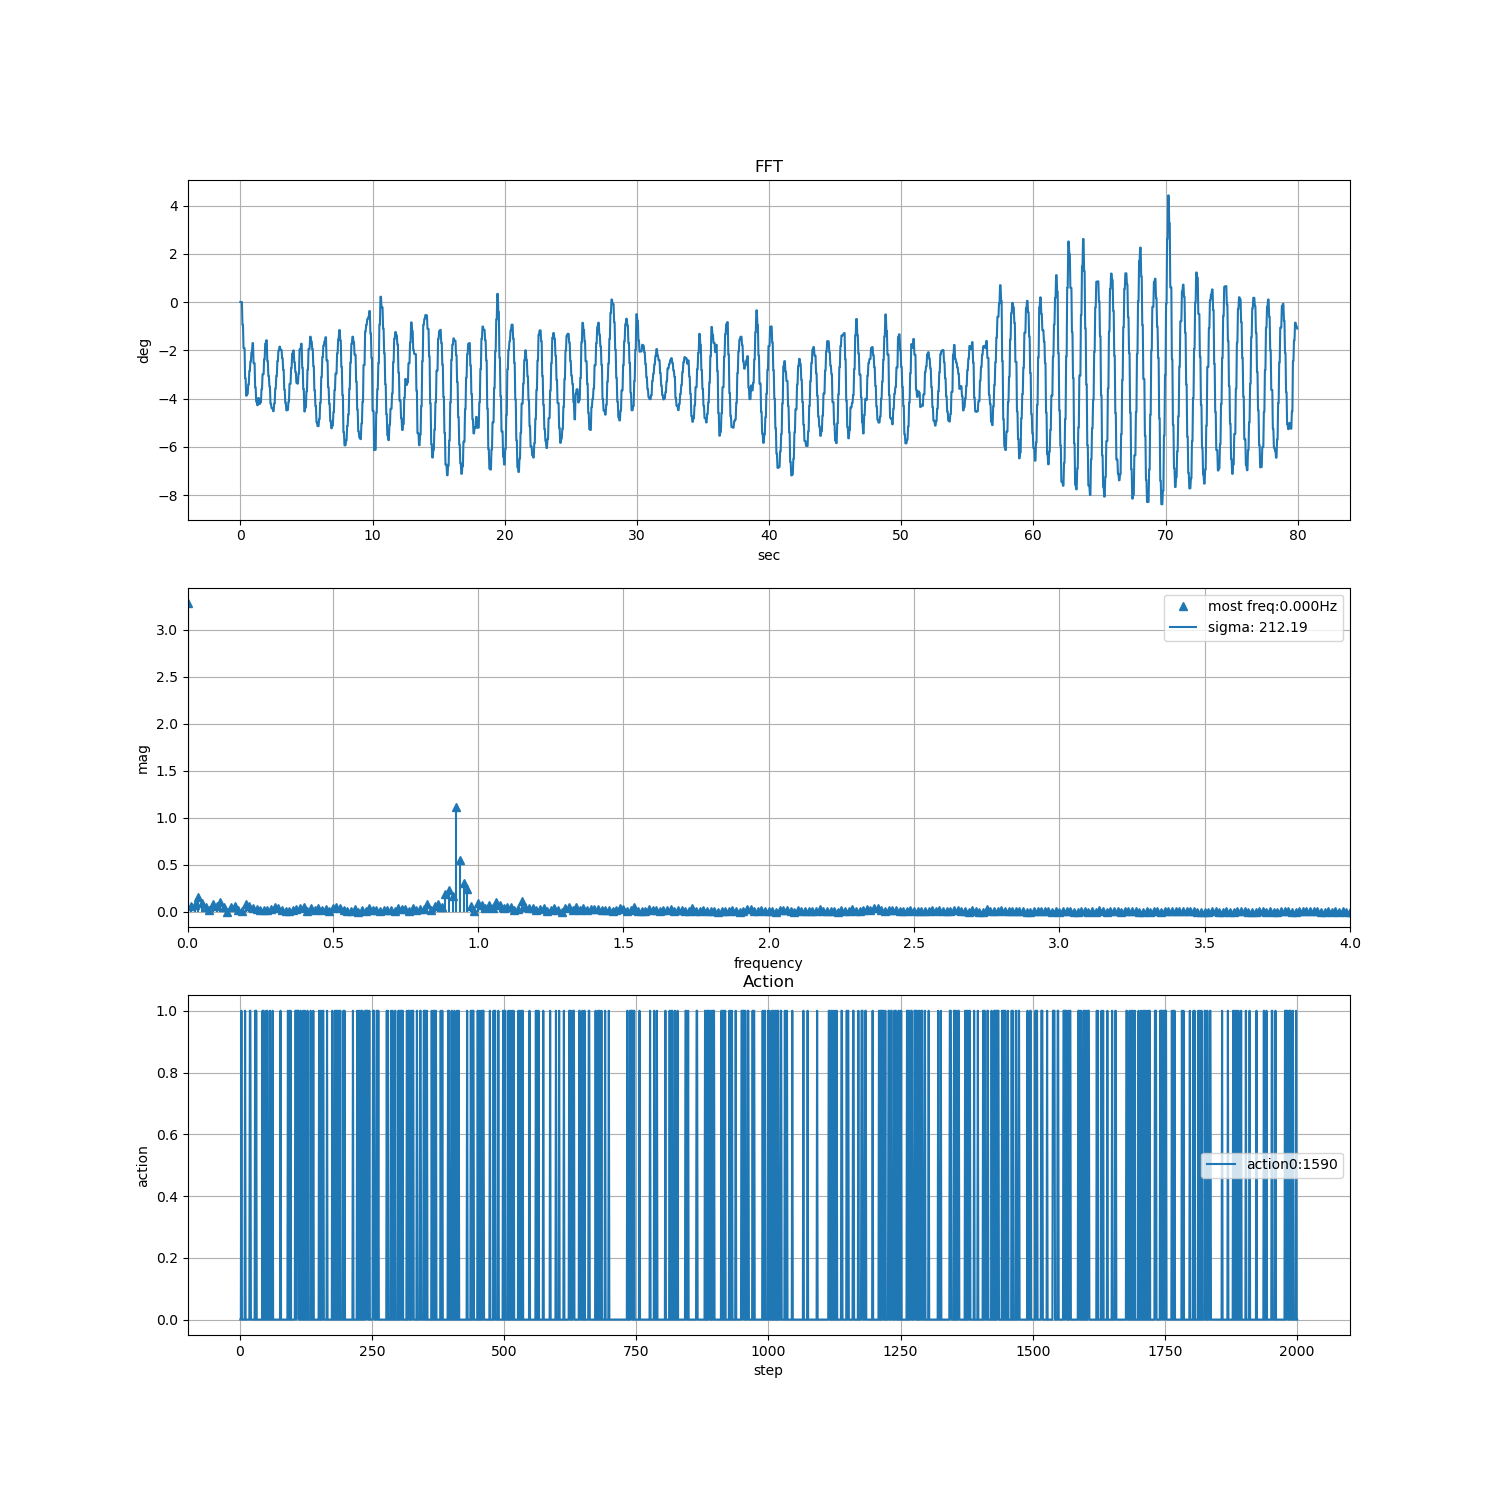 FFT
4
2
0
−2
−4
−6
−8
deg
0 10 20 30 40 50 60 70 80
sec
most freq:0.000Hz
sigma: 212.19
3.0
2.5
2.0
1.5
1.0
0.5
0.0
mag
0.0 0.5 1.0 1.5 2.0 2.5 3.0 3.5 4.0
frequency
Action
1.0
0.8
0.6
0.4
0.2
0.0
action
action0:1590
0 250 500 750 1000 1250 1500 1750 2000
step